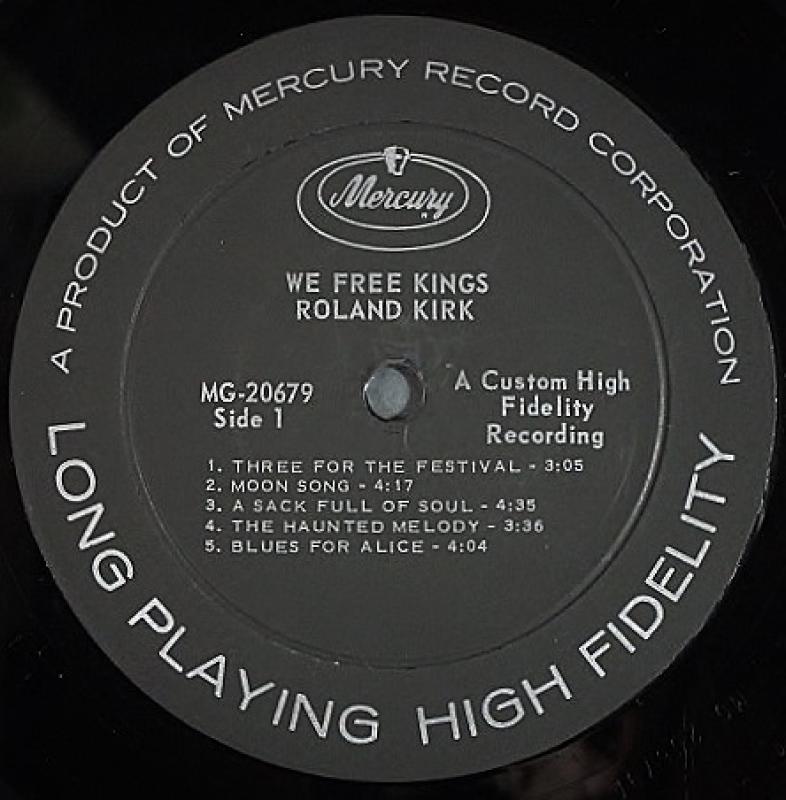 A PRODUCT OF MERCURY RECORD CORPORATION
Mercury
WE FREE KINGS
ROLAND KIRK
MG-20679
Side 1
A Custom High
Fidelity
Recording
1. THREE FOR THE FESTIVAL - 3:05
2. MOON SONG - 4:17
3. A SACK FULL OF SOUL - 4:35
4. THE HAUNTED MELODY - 3:36
5. BLUES FOR ALICE - 4:04
LONG PLAYING HIGH FIDELITY